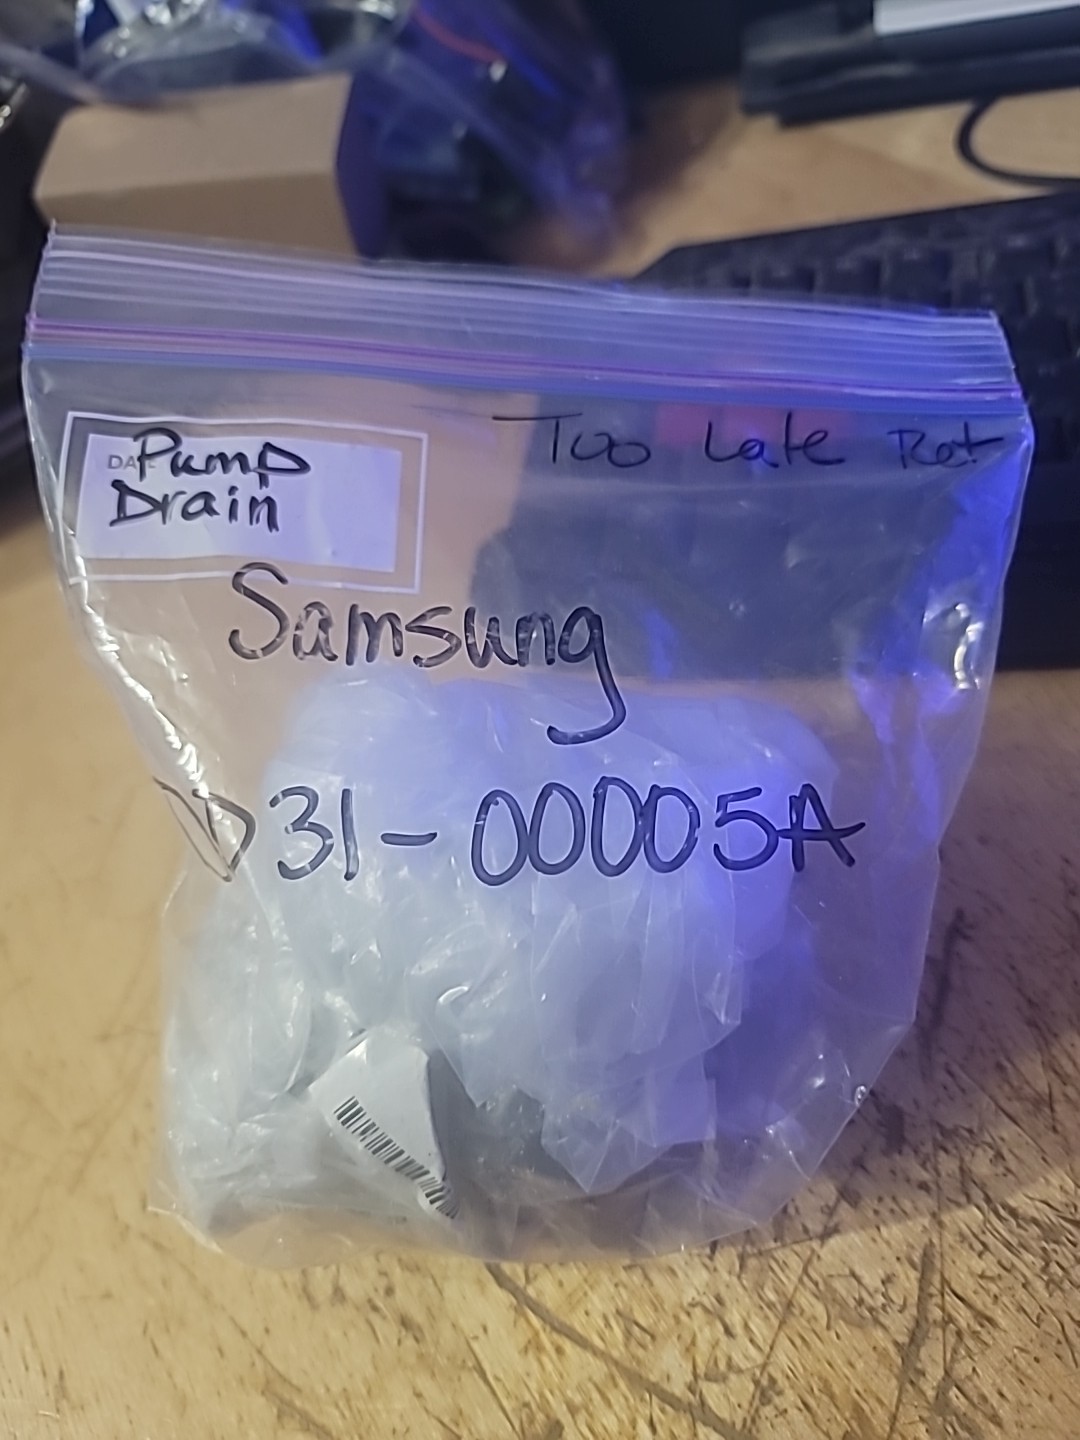 Too Late Ret
Pump
Drain
Samsung
DD31-00005A